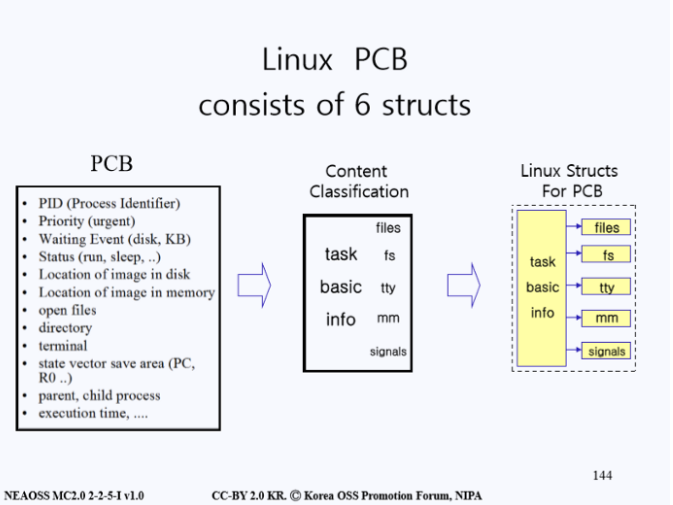 Linux PCB
consists of 6 structs
PCB
• PID (Process Identifier)
• Priority (urgent)
• Waiting Event (disk, KB)
• Status (run, sleep, ..)
• Location of image in disk
• Location of image in memory
• open files
• directory
• terminal
• state vector save area (PC,
R0 ..)
• parent, child process
• execution time, ....
Content
Classification
task
basic
info
files
fs
tty
mm
signals
Linux Structs
For PCB
task
basic
info
files
fs
tty
mm
signals
144
NEAOSS MC2.0 2-2-5-I v1.0
CC-BY 2.0 KR. Ⓒ Korea OSS Promotion Forum, NIPA